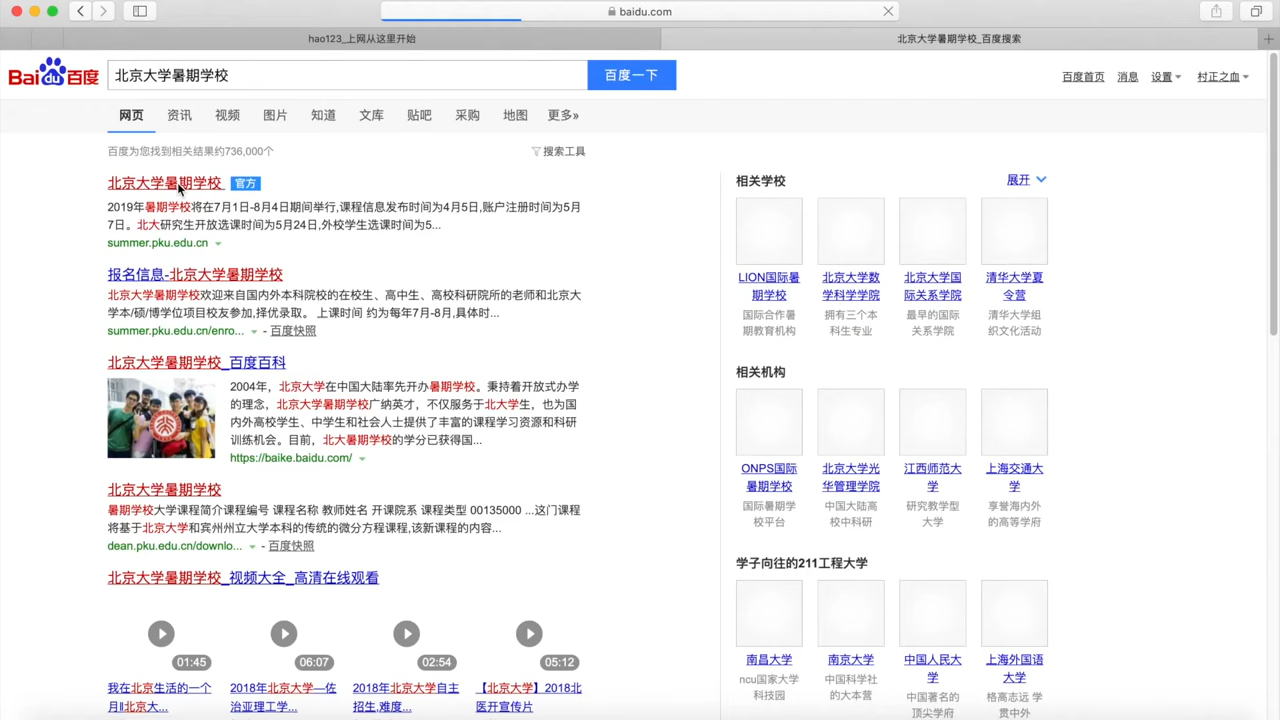 baidu.com
hao123_上网从这里开始
北京大学暑期学校_百度搜索
Bai du 百度
北京大学暑期学校
百度一下
百度首页
消息
设置
村正之血
网页
资讯
视频
图片
知道
文库
贴吧
采购
地图
更多»
百度为您找到相关结果约736,000个
搜索工具
北京大学暑期学校 官方
2019年暑期学校将在7月1日-8月4日期间举行,课程信息发布时间为4月5日,账户注册时间为5月
7日。北大研究生开放选课时间为5月24日,外校学生选课时间为5...
summer.pku.edu.cn
报名信息-北京大学暑期学校
北京大学暑期学校欢迎来自国内外本科院校的在校生、高中生、高校科研院所的老师和北京大
学本/硕/博学位项目校友参加,择优录取。 上课时间 约为每年7月-8月,具体时...
summer.pku.edu.cn/enro... - 百度快照
北京大学暑期学校_百度百科
2004年，北京大学在中国大陆率先开办暑期学校。秉持着开放式办学
的理念，北京大学暑期学校广纳英才，不仅服务于北大学生，也为国
内外高校学生、中学生和社会人士提供了丰富的课程学习资源和科研
训练机会。目前，北大暑期学校的学分已获得国...
https://baike.baidu.com/
北京大学暑期学校
暑期学校大学课程简介课程编号 课程名称 教师姓名 开课院系 课程类型 00135000 ...这门课程
将基于北京大学和宾州州立大学本科的传统的微分方程课程,该新课程的内容...
dean.pku.edu.cn/downlo... - 百度快照
北京大学暑期学校_视频大全_高清在线观看
01:45
06:07
02:54
05:12
我在北京生活的一个
月‖北京大...
2018年北京大学—佐
治亚理工学...
2018年北京大学自主
招生,难度...
【北京大学】2018北
医开宣传片
相关学校
展开
LION国际暑
期学校
北京大学数
学科学学院
北京大学国
际关系学院
清华大学夏
令营
国际合作暑
期教育机构
拥有三个本
科生专业
最早的国际
关系学院
清华大学组
织文化活动
相关机构
ONPS国际
暑期学校
北京大学光
华管理学院
江西师范大
学
上海交通大
学
国际暑期学
校平台
中国大陆高
校中科研
研究教学型
大学
享誉海内外
的高等学府
学子向往的211工程大学
南昌大学
南京大学
中国人民大
学
上海外国语
大学
ncu国家大学
科技园
中国科学社
的大本营
中国著名的
顶尖学府
格高志远 学
贯中外